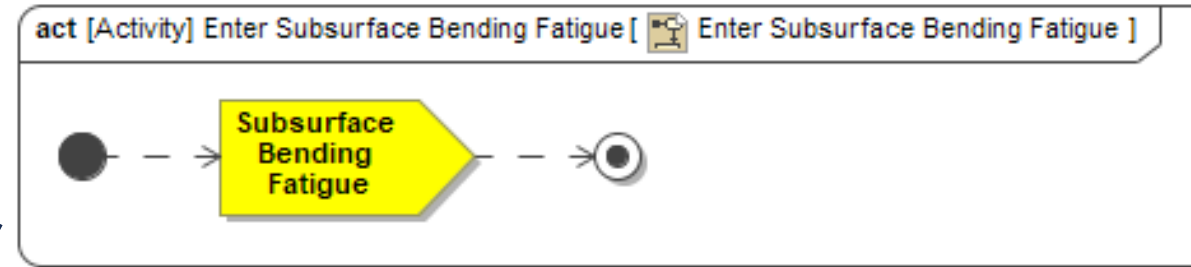 act [Activity] Enter Subsurface Bending Fatigue [ Enter Subsurface Bending Fatigue ]
Subsurface
Bending
Fatigue